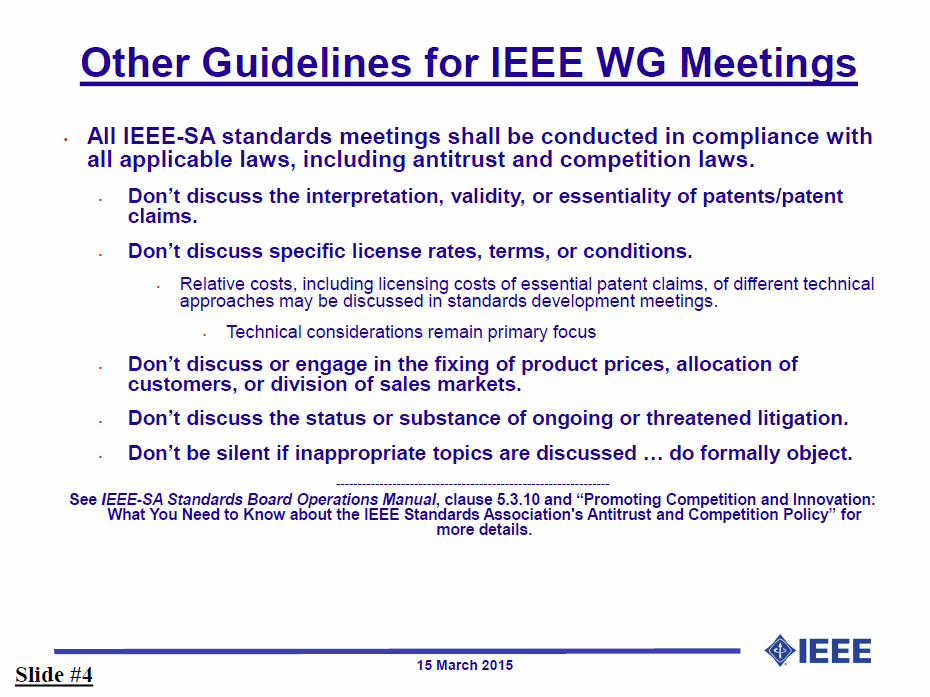 Other Guidelines for IEEE WG Meetings
• All IEEE-SA standards meetings shall be conducted in compliance with
all applicable laws, including antitrust and competition laws.
• Don’t discuss the interpretation, validity, or essentiality of patents/patent
claims.
• Don’t discuss specific license rates, terms, or conditions.
• Relative costs, including licensing costs of essential patent claims, of different technical
approaches may be discussed in standards development meetings.
• Technical considerations remain primary focus
• Don’t discuss or engage in the fixing of product prices, allocation of
customers, or division of sales markets.
• Don’t discuss the status or substance of ongoing or threatened litigation.
• Don’t be silent if inappropriate topics are discussed … do formally object.
---------------------------------------------------------------
See IEEE-SA Standards Board Operations Manual, clause 5.3.10 and “Promoting Competition and Innovation:
What You Need to Know about the IEEE Standards Association's Antitrust and Competition Policy” for
more details.
IEEE
15 March 2015
Slide #4